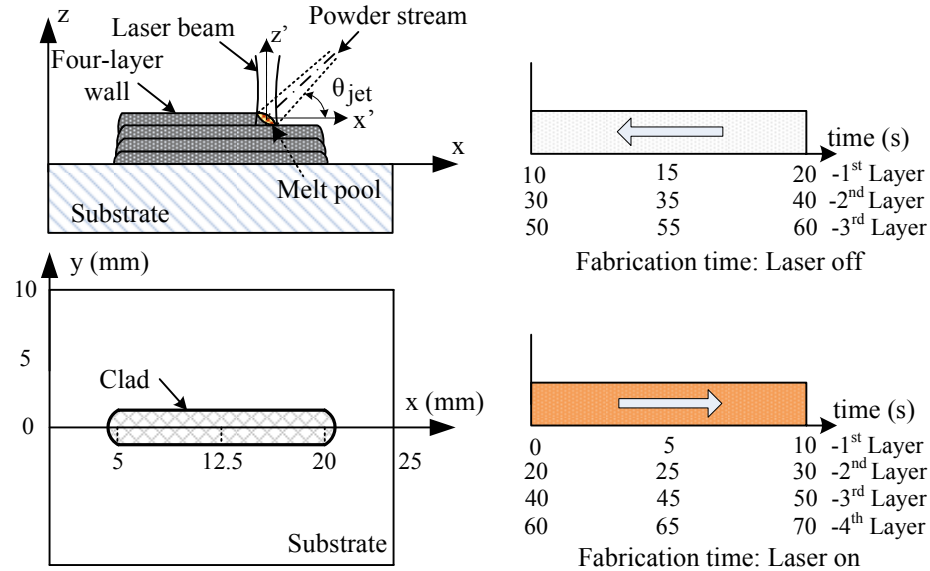 z
Laser beam
z'
Powder stream
Four-layer
wall
θjet
x'
x
Melt pool
Substrate
time (s)
10 15 20 -1st Layer
30 35 40 -2nd Layer
50 55 60 -3rd Layer
Fabrication time: Laser off
y (mm)
10
5
Clad
x (mm)
0
5 12.5 20 25
Substrate
time (s)
0 5 10 -1st Layer
20 25 30 -2nd Layer
40 45 50 -3rd Layer
60 65 70 -4th Layer
Fabrication time: Laser on